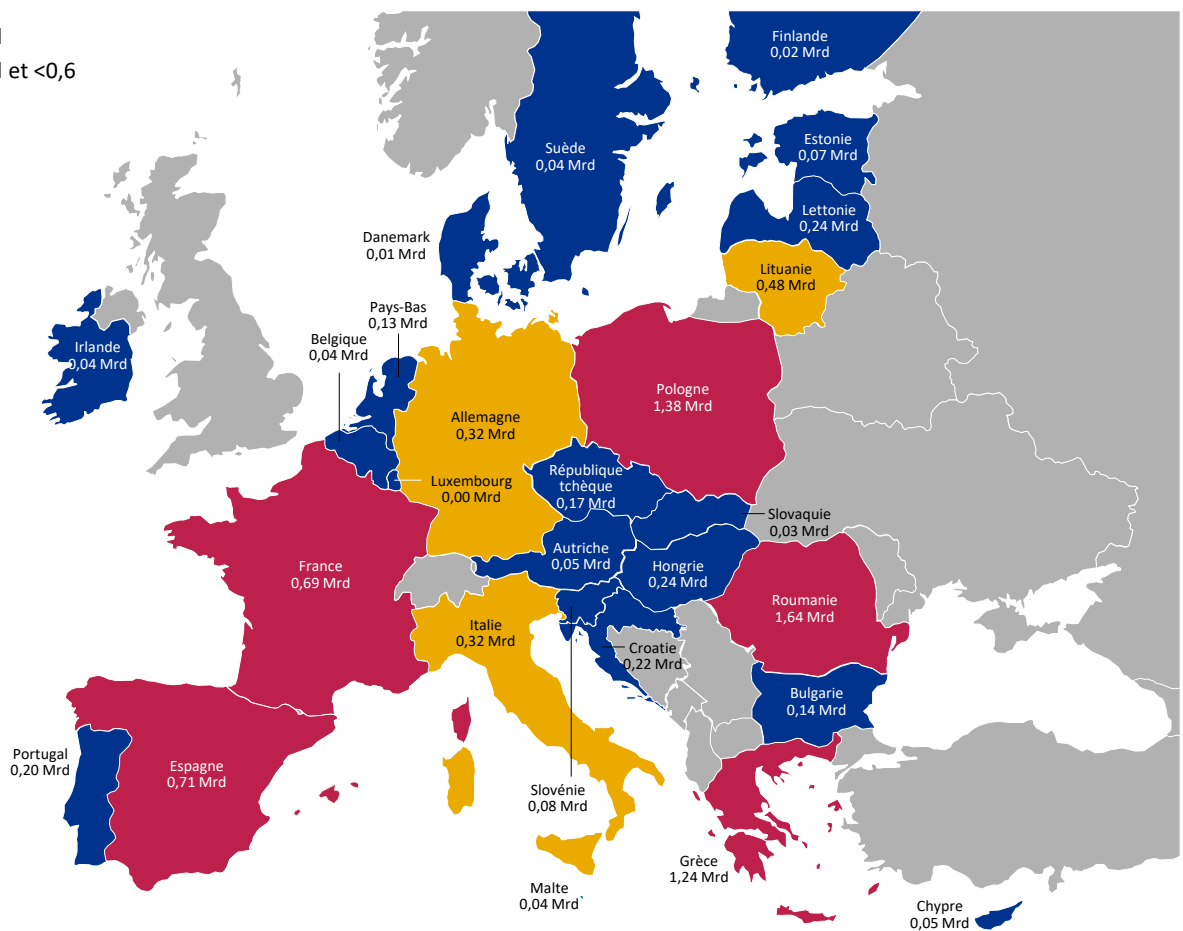 et <0,6
Finlande
0,02 Mrd
Suède
0,04 Mrd
Estonie
0,07 Mrd
Lettonie
0,24 Mrd
Danemark
0,01 Mrd
Lituanie
0,48 Mrd
Pays-Bas
0,13 Mrd
Belgique
0,04 Mrd
Irlande
0,04 Mrd
Pologne
1,38 Mrd
Allemagne
0,32 Mrd
République
tchèque
0,17 Mrd
Luxembourg
0,00 Mrd
Slovaquie
0,03 Mrd
Autriche
0,05 Mrd
France
0,69 Mrd
Hongrie
0,24 Mrd
Roumanie
1,64 Mrd
Italie
0,32 Mrd
Croatie
0,22 Mrd
Bulgarie
0,14 Mrd
Portugal
0,20 Mrd
Espagne
0,71 Mrd
Slovénie
0,08 Mrd
Grèce
1,24 Mrd
Malte
0,04 Mrd
Chypre
0,05 Mrd